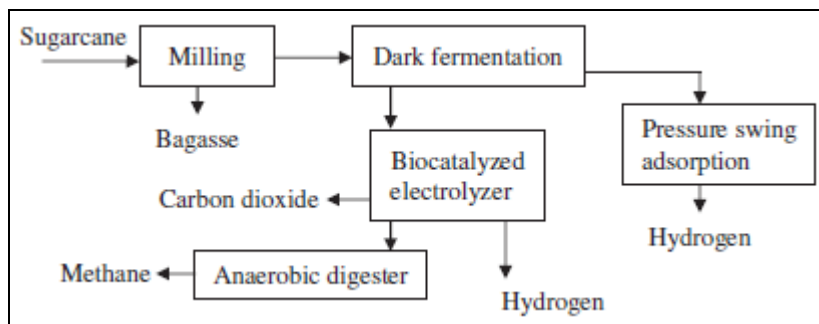 Sugarcane
Milling
Dark fermentation
Bagasse
Pressure swing
adsorption
Biocatalyzed
electrolyzer
Carbon dioxide
Hydrogen
Methane
Anaerobic digester
Hydrogen